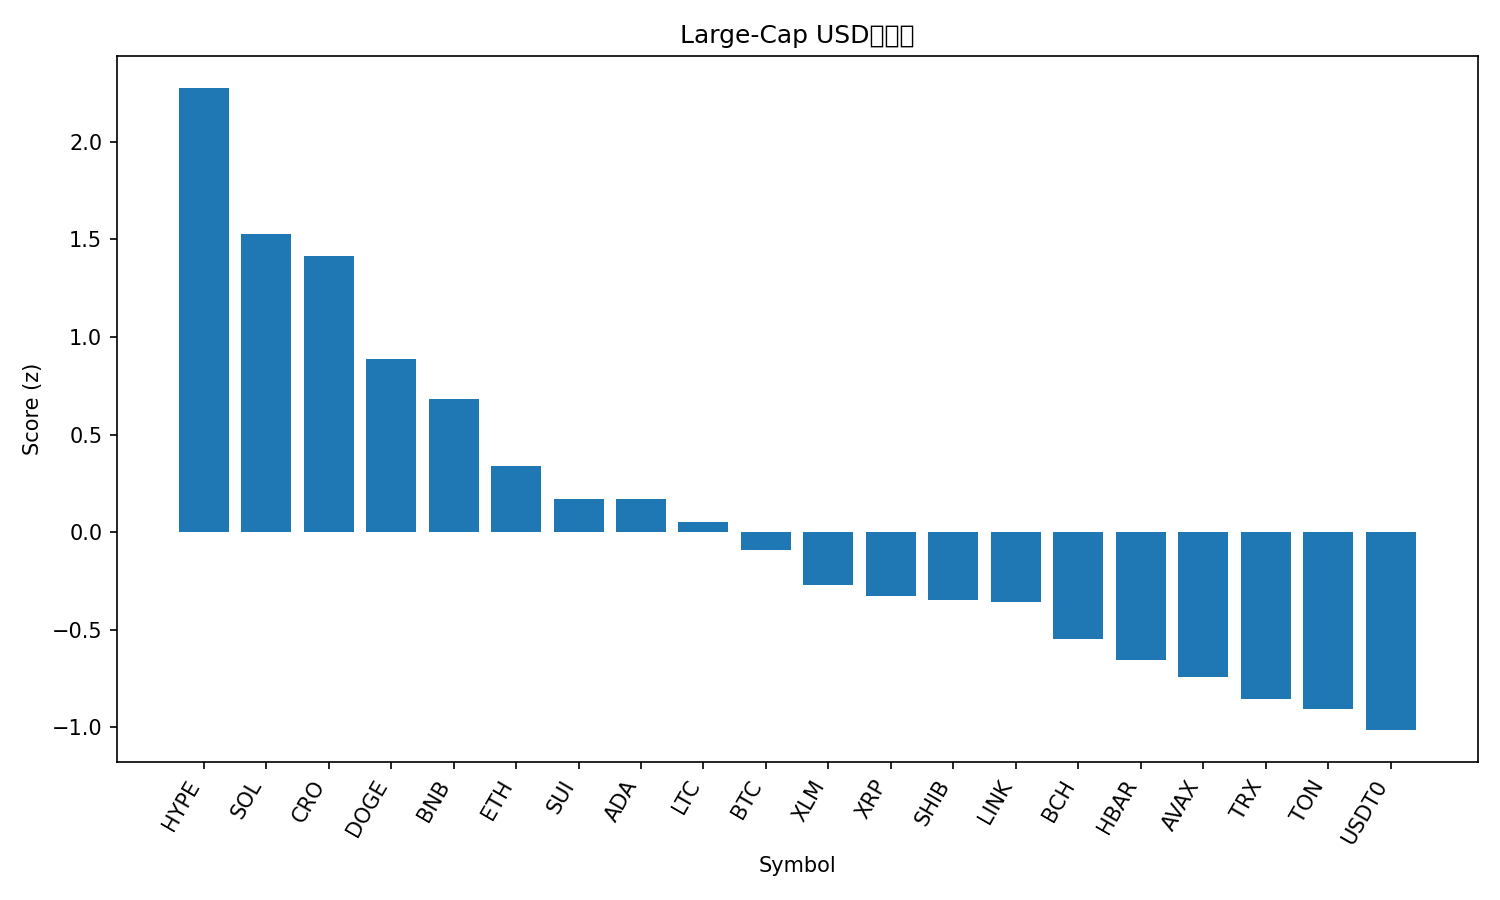 Large-Cap USD
Score (z)
2.0
1.5
1.0
0.5
0.0
−0.5
−1.0
HYPE
SOL
CRO
DOGE
BNB
ETH
SUI
ADA
LTC
BTC
XLM
XRP
SHIB
LINK
BCH
HBAR
AVAX
TRX
TON
USDT0
Symbol